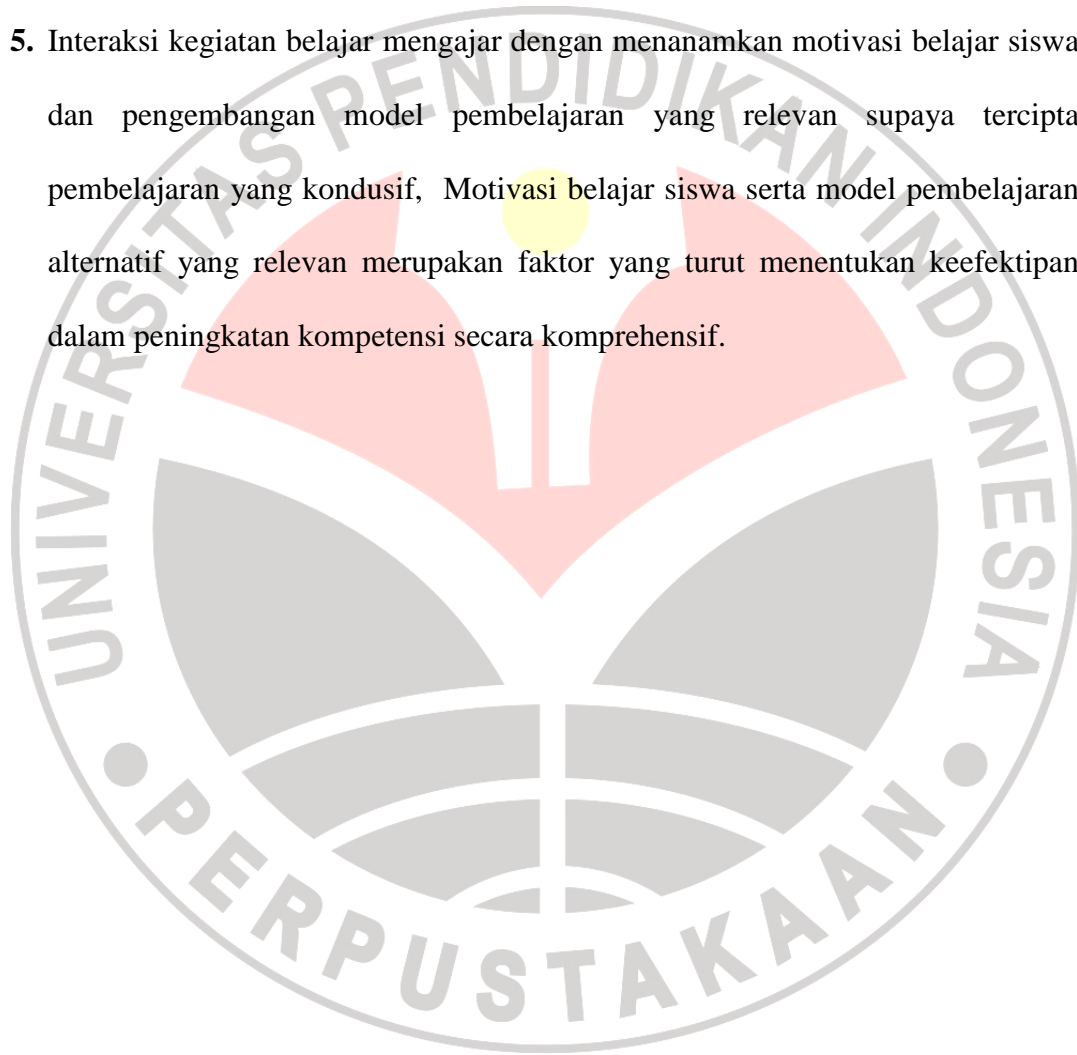 5. Interaksi kegiatan belajar mengajar dengan menanamkan motivasi belajar siswa
dan pengembangan model pembelajaran yang relevan supaya tercipta
pembelajaran yang kondusif, Motivasi belajar siswa serta model pembelajaran
alternatif yang relevan merupakan faktor yang turut menentukan keefektipan
dalam peningkatan kompetensi secara komprehensif.
UNIVERSITAS PENDIDIKAN INDONESIA
PERPUSTAKAAN